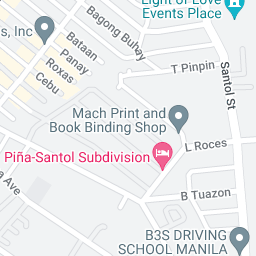 Light of Love
Events Place
s, Inc
Bagong Buhay
Bataan
Panay
Roxas
Cebu
T Pinpin
Santol St
Mach Print and
Book Binding Shop
L Roces
Piña-Santol Subdivision
a Ave
B Tuazon
B3S DRIVING
SCHOOL MANILA